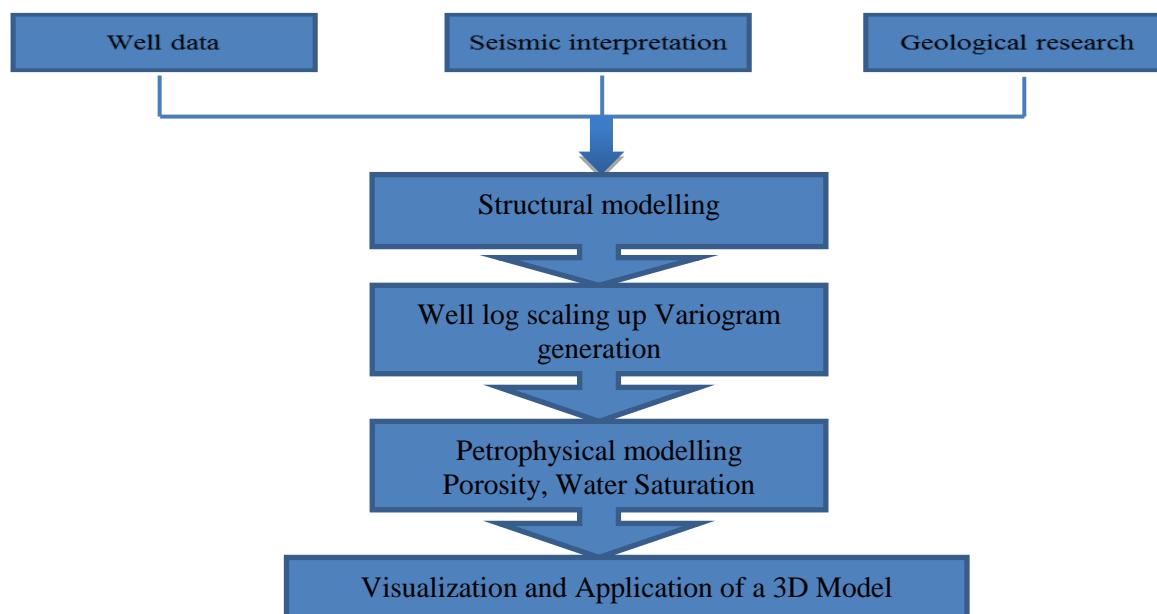 Well data
Seismic interpretation
Geological research
Structural modelling
Well log scaling up Variogram
generation
Petrophysical modelling
Porosity, Water Saturation
Visualization and Application of a 3D Model